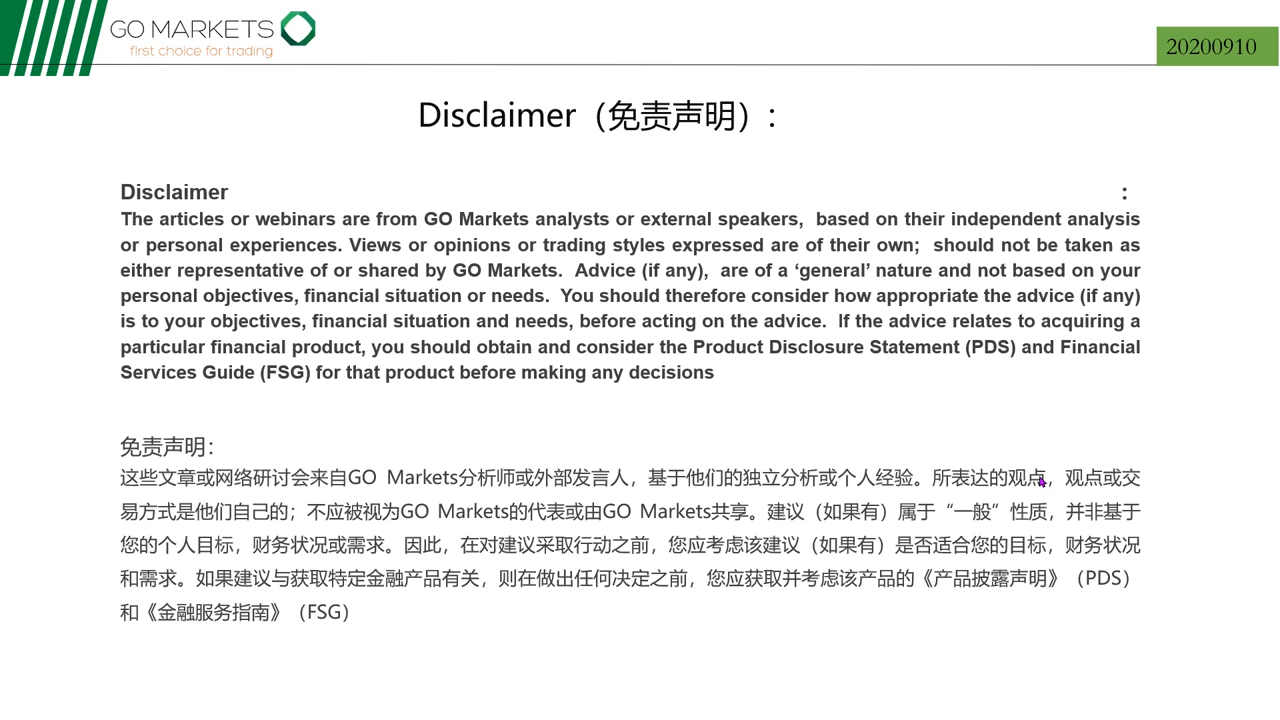 GO MARKETS
first choice for trading
20200910
Disclaimer（免责声明）:
Disclaimer :
The articles or webinars are from GO Markets analysts or external speakers,  based on their independent analysis
or personal experiences. Views or opinions or trading styles expressed are of their own;  should not be taken as
either representative of or shared by GO Markets.  Advice (if any),  are of a ‘general’ nature and not based on your
personal objectives, financial situation or needs.  You should therefore consider how appropriate the advice (if any)
is to your objectives, financial situation and needs, before acting on the advice.  If the advice relates to acquiring a
particular financial product, you should obtain and consider the Product Disclosure Statement (PDS) and Financial
Services Guide (FSG) for that product before making any decisions
免责声明：
这些文章或网络研讨会来自GO Markets分析师或外部发言人，基于他们的独立分析或个人经验。所表达的观点，观点或交
易方式是他们自己的；不应被视为GO Markets的代表或由GO Markets共享。建议（如果有）属于“一般”性质，并非基于
您的个人目标，财务状况或需求。因此，在对建议采取行动之前，您应考虑该建议（如果有）是否适合您的目标，财务状况
和需求。如果建议与获取特定金融产品有关，则在做出任何决定之前，您应获取并考虑该产品的《产品披露声明》（PDS）
和《金融服务指南》（FSG）